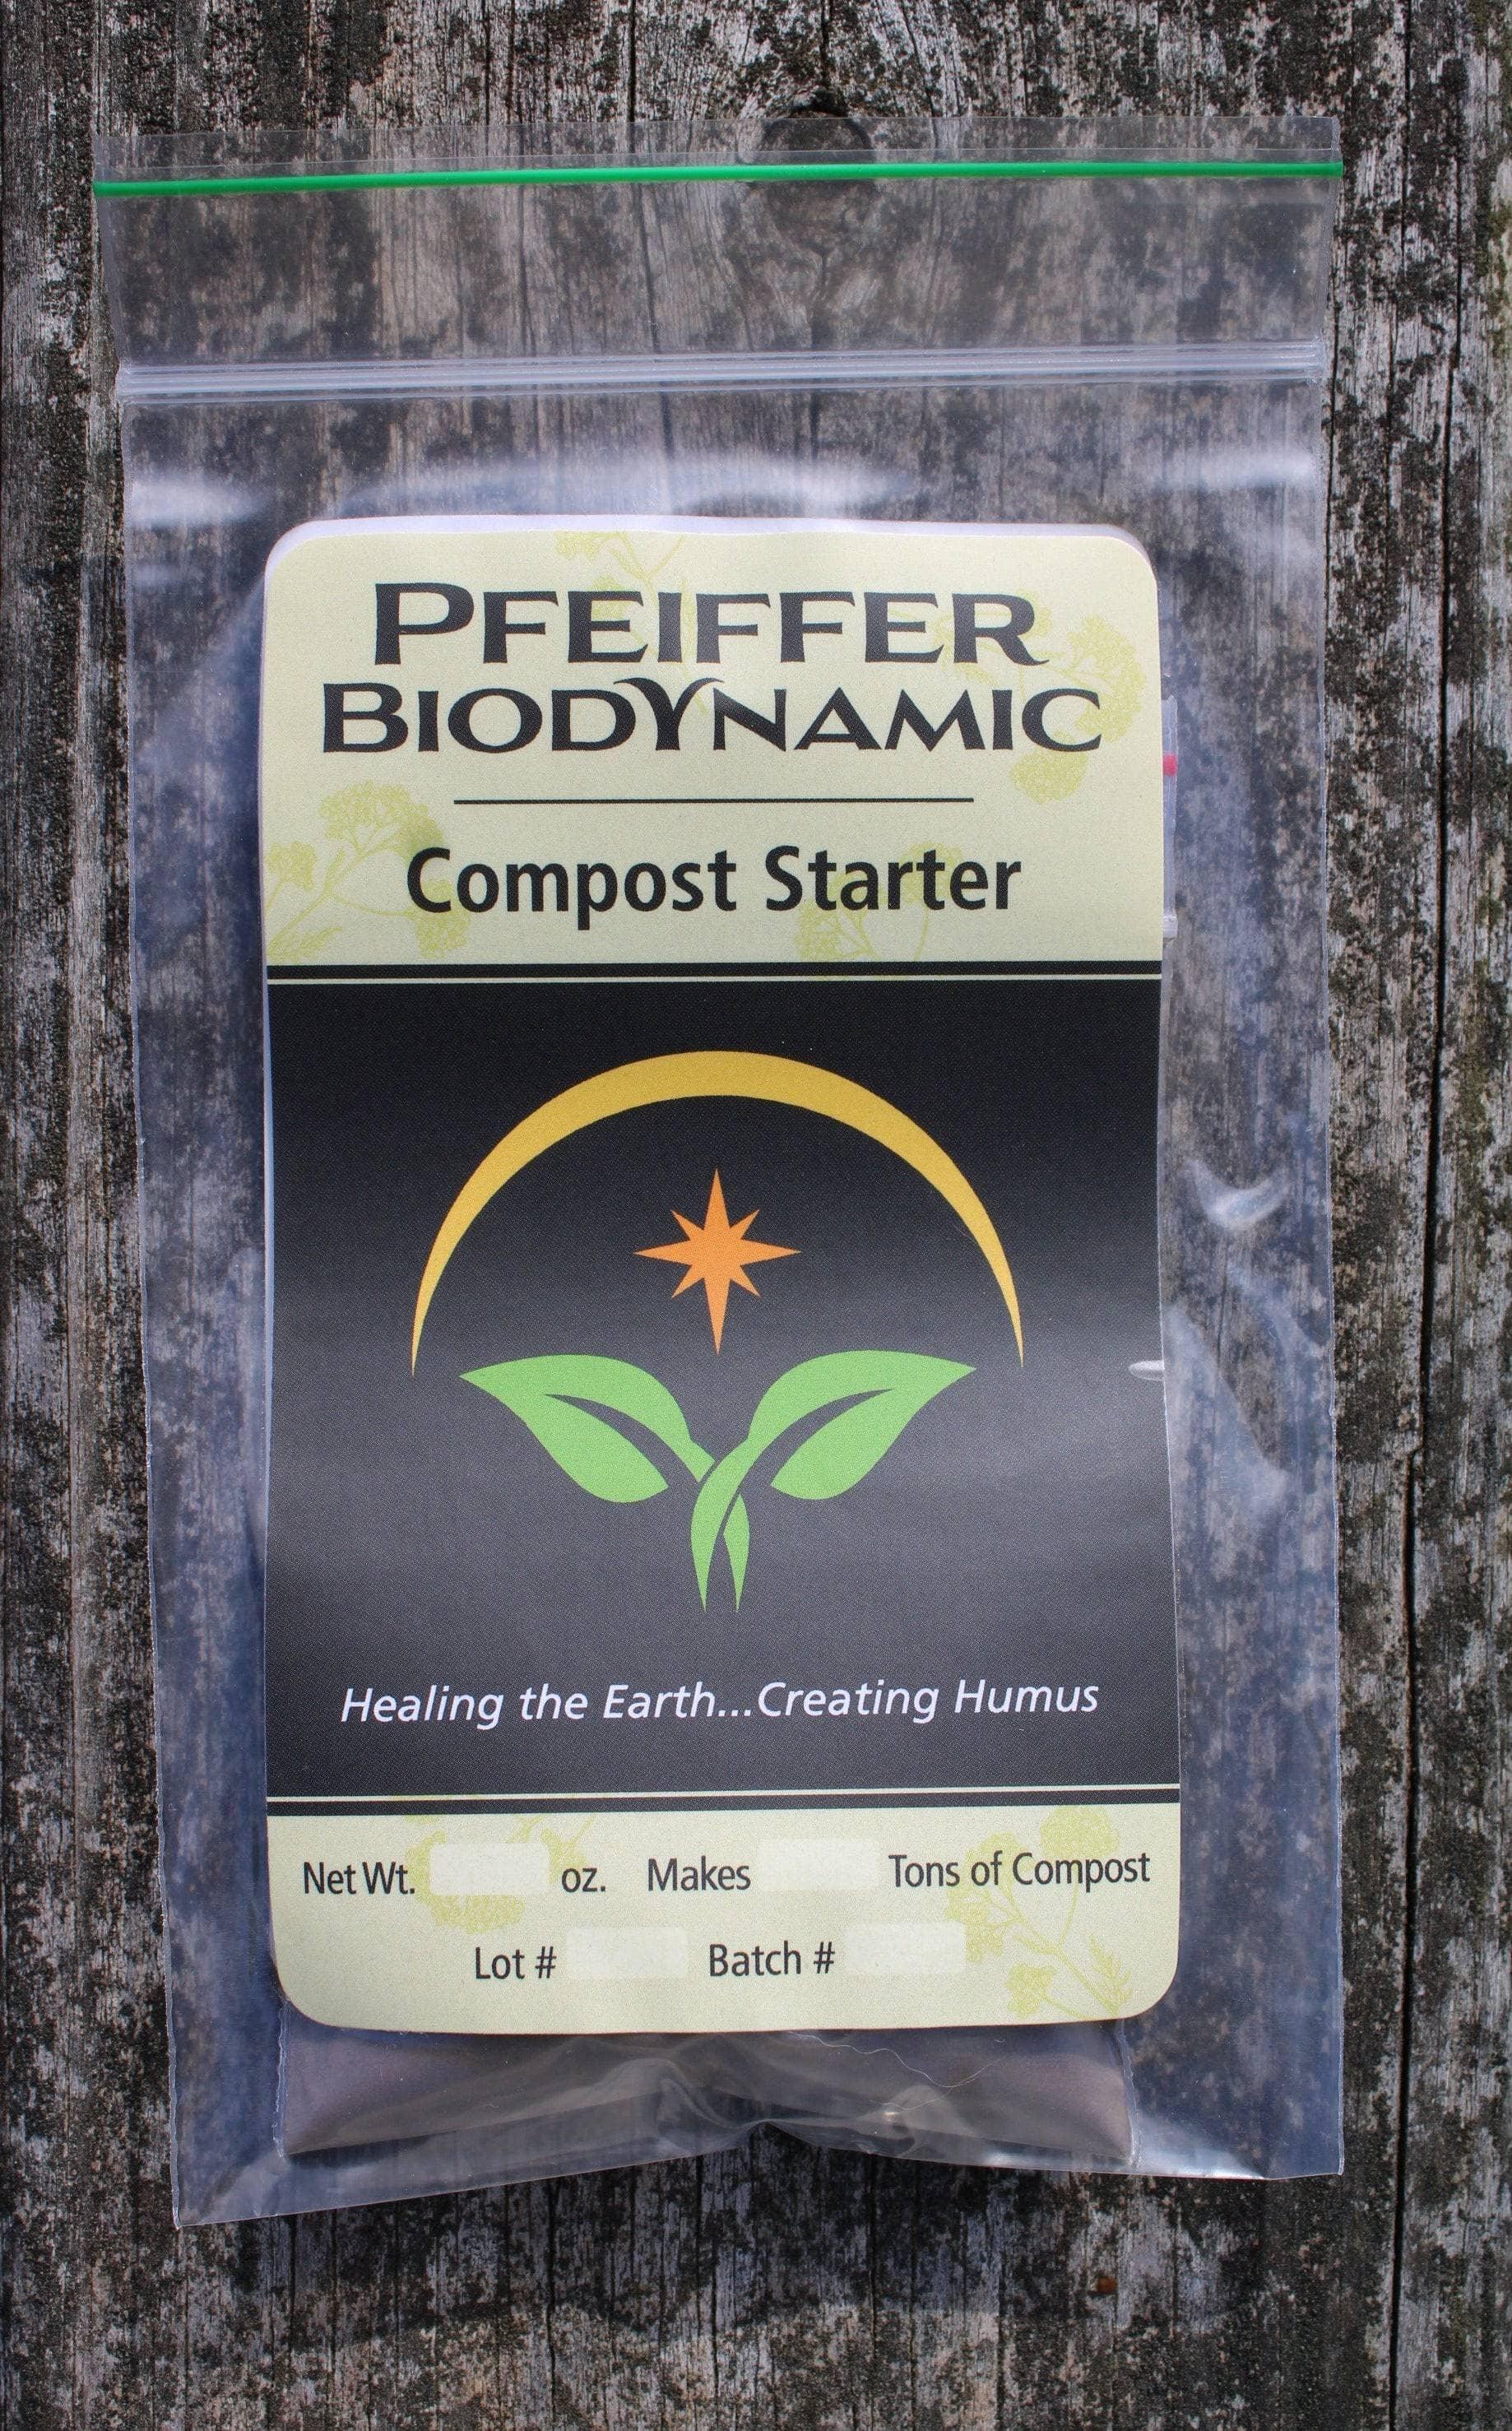 PFEIFFER
BIODYNAMIC
Compost Starter
Healing the Earth...Creating Humus
Net Wt. oz. Makes Tons of Compost
Lot # Batch #